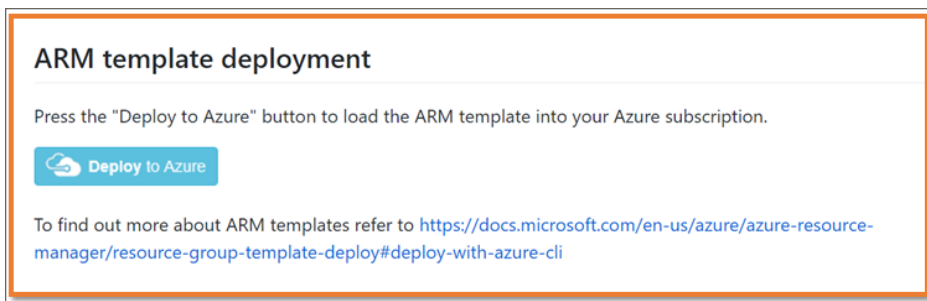 ARM template deployment
Press the "Deploy to Azure" button to load the ARM template into your Azure subscription.
Deploy to Azure
To find out more about ARM templates refer to https://docs.microsoft.com/en-us/azure/azure-resource-
manager/resource-group-template-deploy#deploy-with-azure-cli